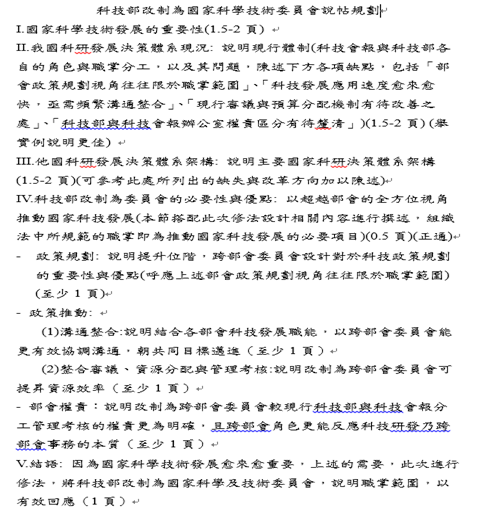 科技部改制為國家科學技術委員會說帖規劃
I.國家科學技術發展的重要性(1.5-2 頁)
II.我國科研發展決策體系現況: 說明現行體制(科技會報與科技部各
自的角色與職掌分工，以及其問題，陳述下方各項缺點，包括「部
會政策規劃視角往往限於職掌範圍」、「科技發展應用速度愈來愈
快，亟需頻繁溝通整合」、「現行審議與預算分配機制有待改善之
處」、「科技部與科技會報辦公室權責區分有待釐清」)(1.5-2 頁) (舉
實例說明更佳)
III.他國科研發展決策體系架構: 說明主要國家科研決策體系架構
(1.5-2 頁)(可參考此處所列出的缺失與改革方向加以陳述)
IV.科技部改制為委員會的必要性與優點: 以超越部會的全方位視角
推動國家科技發展(本節搭配此次修法設計相關內容進行撰述，組織
法中所規範的職掌即為推動國家科技發展的必要項目)(0.5 頁)(正通)
- 政策規劃: 說明提升位階，跨部會委員會設計對於科技政策規劃
的重要性與優點(呼應上述部會政策規劃視角往往限於職掌範圍)
(至少 1 頁)
- 政策推動:
(1)溝通整合:說明結合各部會科技發展職能，以跨部會委員會能
更有效協調溝通，朝共同目標邁進（至少 1 頁）
(2)整合審議、資源分配與管理考核:說明改制為跨部會委員會可
提昇資源效率（至少 1 頁）
- 部會權責：說明改制為跨部會委員會較現行科技部與科技會報分
工管理考核的權責更為明確，且跨部會角色更能反應科技研發乃跨
部會事務的本質（至少 1 頁）
V.結語: 因為國家科學技術發展愈來愈重要，上述的需要，此次進行
修法，將科技部改制為國家科學及技術委員會，說明職掌範圍，以
有效回應（1 頁）